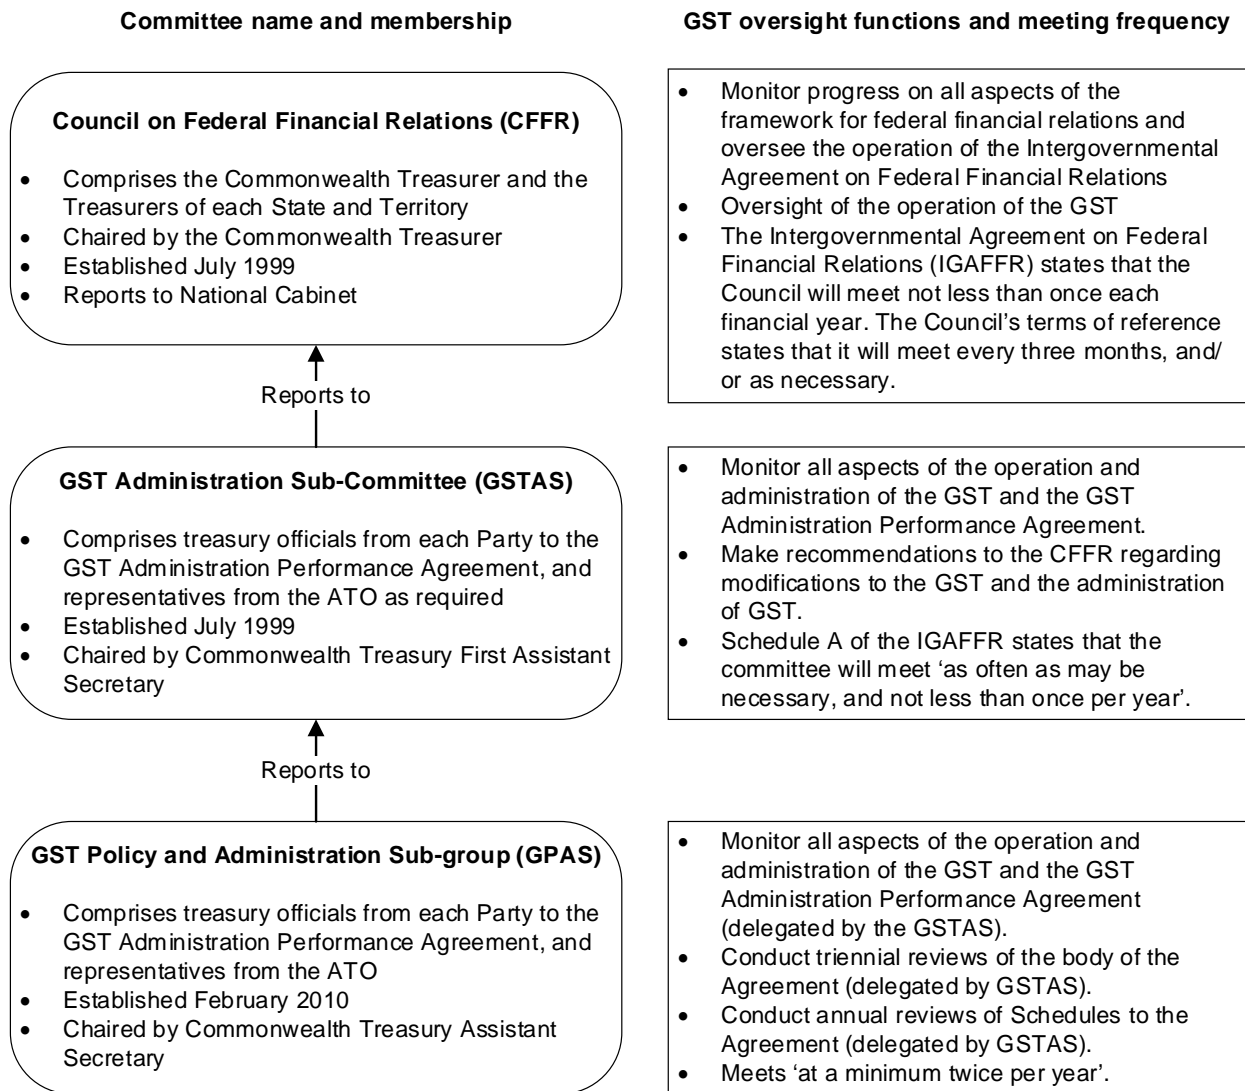 Committee name and membership
GST oversight functions and meeting frequency
Council on Federal Financial Relations (CFFR)
• Comprises the Commonwealth Treasurer and the
Treasurers of each State and Territory
• Chaired by the Commonwealth Treasurer
• Established July 1999
• Reports to National Cabinet
• Monitor progress on all aspects of the
framework for federal financial relations and
oversee the operation of the Intergovernmental
Agreement on Federal Financial Relations
• Oversight of the operation of the GST
• The Intergovernmental Agreement on Federal
Financial Relations (IGAFFR) states that the
Council will meet not less than once each
financial year. The Council’s terms of reference
states that it will meet every three months, and/
or as necessary.
Reports to
GST Administration Sub-Committee (GSTAS)
• Comprises treasury officials from each Party to the
GST Administration Performance Agreement, and
representatives from the ATO as required
• Established July 1999
• Chaired by Commonwealth Treasury First Assistant
Secretary
• Monitor all aspects of the operation and
administration of the GST and the GST
Administration Performance Agreement.
• Make recommendations to the CFFR regarding
modifications to the GST and the administration
of GST.
• Schedule A of the IGAFFR states that the
committee will meet ‘as often as may be
necessary, and not less than once per year’.
Reports to
GST Policy and Administration Sub-group (GPAS)
• Comprises treasury officials from each Party to the
GST Administration Performance Agreement, and
representatives from the ATO
• Established February 2010
• Chaired by Commonwealth Treasury Assistant
Secretary
• Monitor all aspects of the operation and
administration of the GST and the GST
Administration Performance Agreement
(delegated by the GSTAS).
• Conduct triennial reviews of the body of the
Agreement (delegated by GSTAS).
• Conduct annual reviews of Schedules to the
Agreement (delegated by GSTAS).
• Meets ‘at a minimum twice per year’.